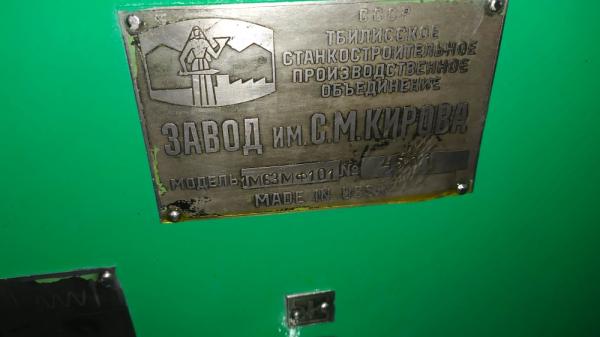 СССР
ТБИЛИССКОЕ
СТАНКОСТРОИТЕЛЬНОЕ
ПРОИЗВОДСТВЕННОЕ
ОБЪЕДИНЕНИЕ
ЗАВОД ИМ. С.М. КИРОВА
МОДЕЛЬ 1М63МФ101 №
MADE IN USSR